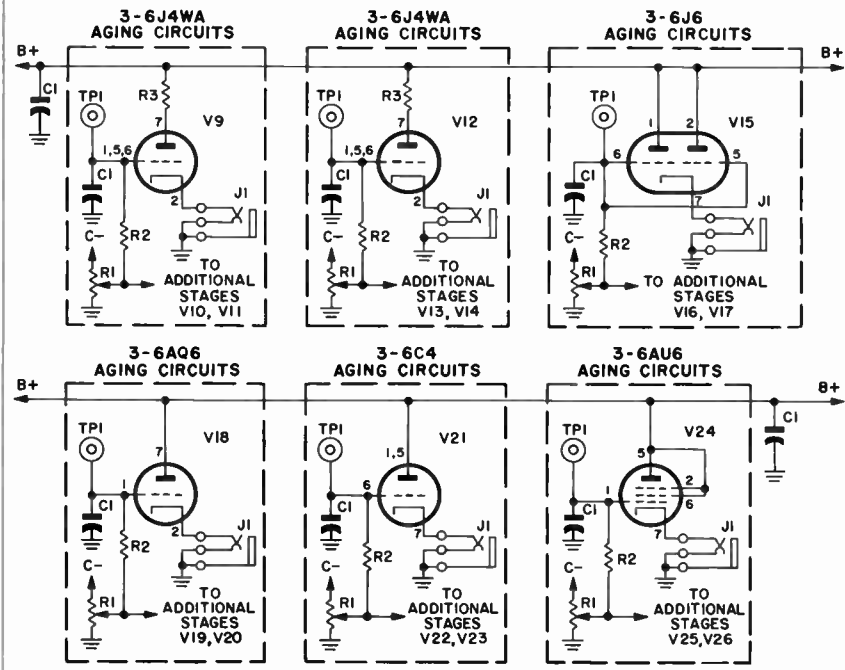 3-6J4WA
AGING CIRCUITS
3-6J4WA
AGING CIRCUITS
3-6J6
AGING CIRCUITS
B+
B+
C1
TP1
R3
7
V9
1,5,6
C1
2
J1
C-
R2
R1
TO
ADDITIONAL
STAGES
V10, V11
TP1
R3
7
V12
1,5,6
C1
2
J1
C-
R2
R1
TO
ADDITIONAL
STAGES
V13, V14
TP1
1
2
V15
6
5
C1
7
J1
C-
R2
R1
TO ADDITIONAL
STAGES
V16, V17
3-6AQ6
AGING CIRCUITS
3-6C4
AGING CIRCUITS
3-6AU6
AGING CIRCUITS
B+
B+
C1
TP1
7
V18
1
C1
2
J1
R2
C-
R1
TO
ADDITIONAL
STAGES
V19, V20
TP1
1,5
V21
6
C1
7
J1
R2
C-
R1
TO
ADDITIONAL
STAGES
V22, V23
TP1
5
V24
2
1
6
C1
7
J1
R2
C-
R1
TO
ADDITIONAL
STAGES
V25, V26